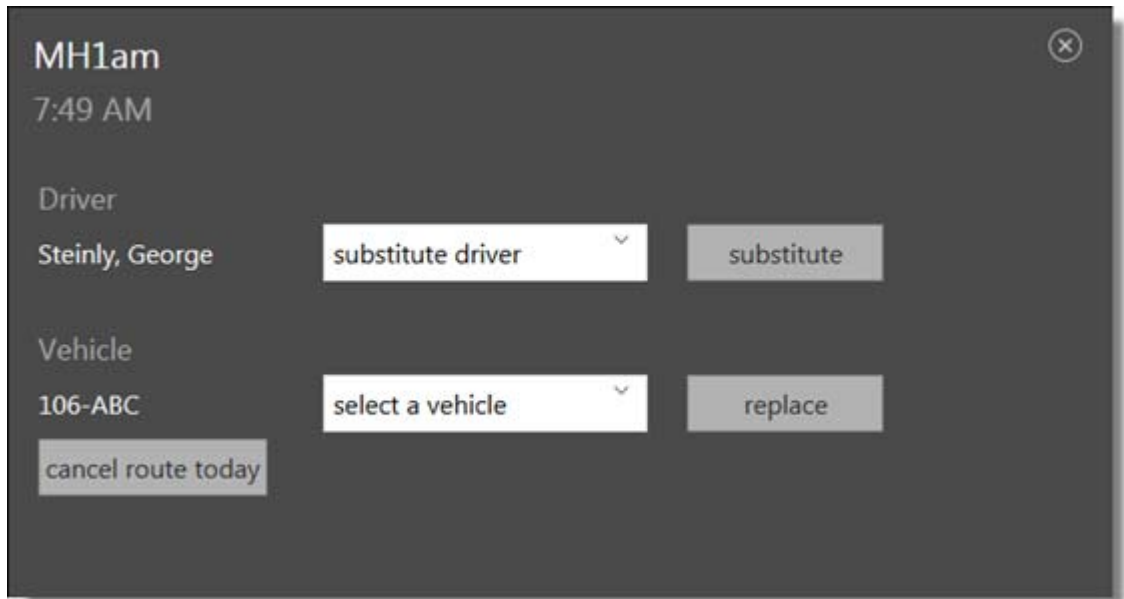 MH1am
7:49 AM
Driver
Steinly, George substitute driver substitute
Vehicle
106-ABC select a vehicle replace
cancel route today